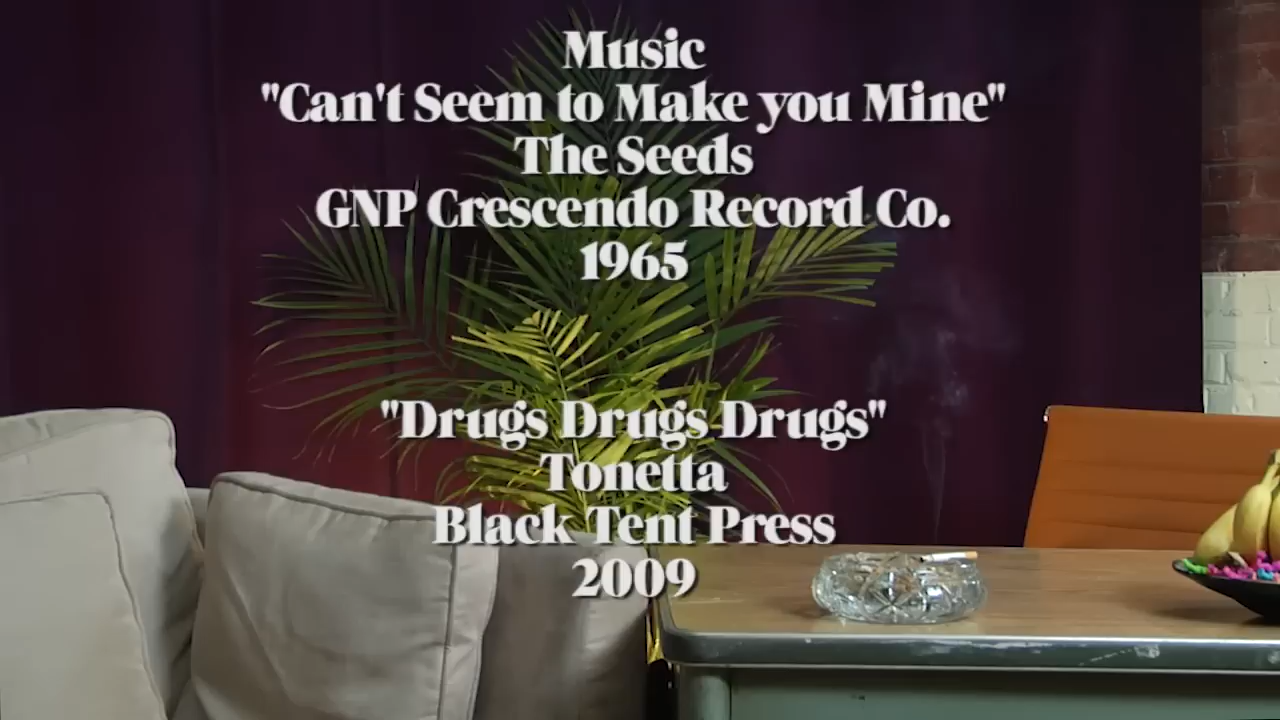 Music
"Can't Seem to Make you Mine"
The Seeds
GNP Crescendo Record Co.
1965
"Drugs Drugs Drugs"
Tonetta
Black Tent Press
2009